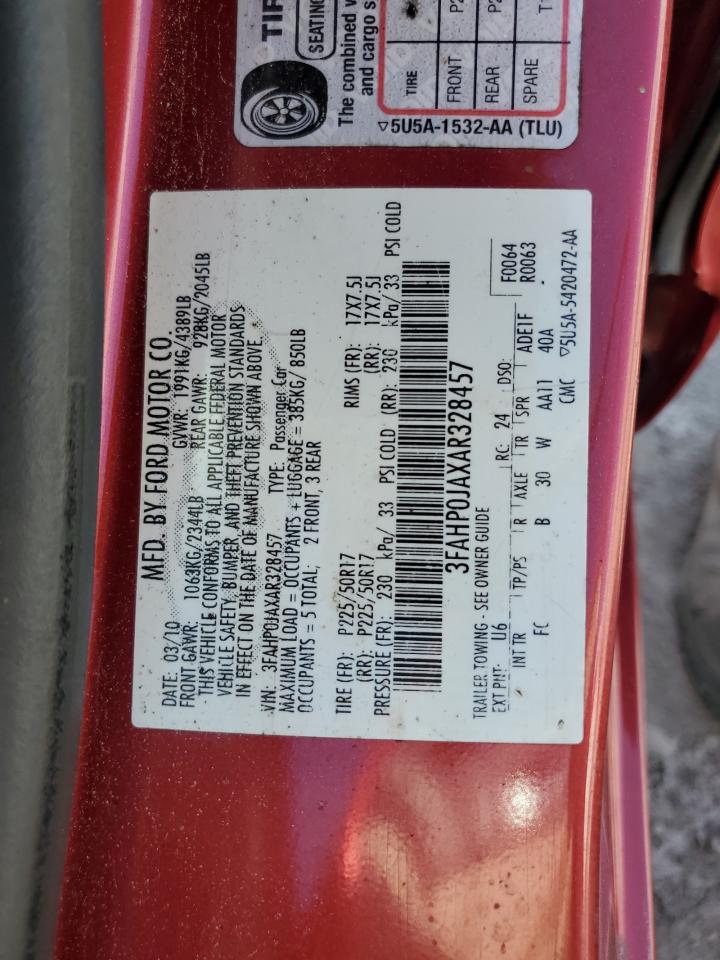 MFD. BY FORD MOTOR CO.
DATE: 03/10 GVWR: 1991KG/4389LB
FRONT GAWR: 1063KG/2344LB REAR GAWR: 928KG/2045LB
THIS VEHICLE CONFORMS TO ALL APPLICABLE FEDERAL MOTOR
VEHICLE SAFETY, BUMPER, AND THEFT PREVENTION STANDARDS
IN EFFECT ON THE DATE OF MANUFACTURE SHOWN ABOVE.
VIN: 3FAHP0JAXAR328457 TYPE: Passenger Car
MAXIMUM LOAD = OCCUPANTS + LUGGAGE = 385KG/ 850LB
OCCUPANTS = 5 TOTAL; 2 FRONT, 3 REAR
TIRE (FR): P225/50R17 RIMS (FR): 17X7.5J
(RR): P225/50R17 (RR): 17X7.5J
PRESSURE (FR): 230 kPa/ 33 PSI COLD (RR): 230 kPa/ 33 PSI COLD
3FAHP0JAXAR328457
TRAILER TOWING - SEE OWNER GUIDE
EXT PNT: U6 RC: 24 DSO: F0064
R0063
INT TR TP/PS R AXLE TR SPR ADE1F
FC B 30 W AA11 40A -
CMC ▽5U5A-5420472-AA
TIR
SEATING
The combined
and cargo s
TIRE
FRONT P2
REAR P2
SPARE T1
▽5U5A-1532-AA (TLU)